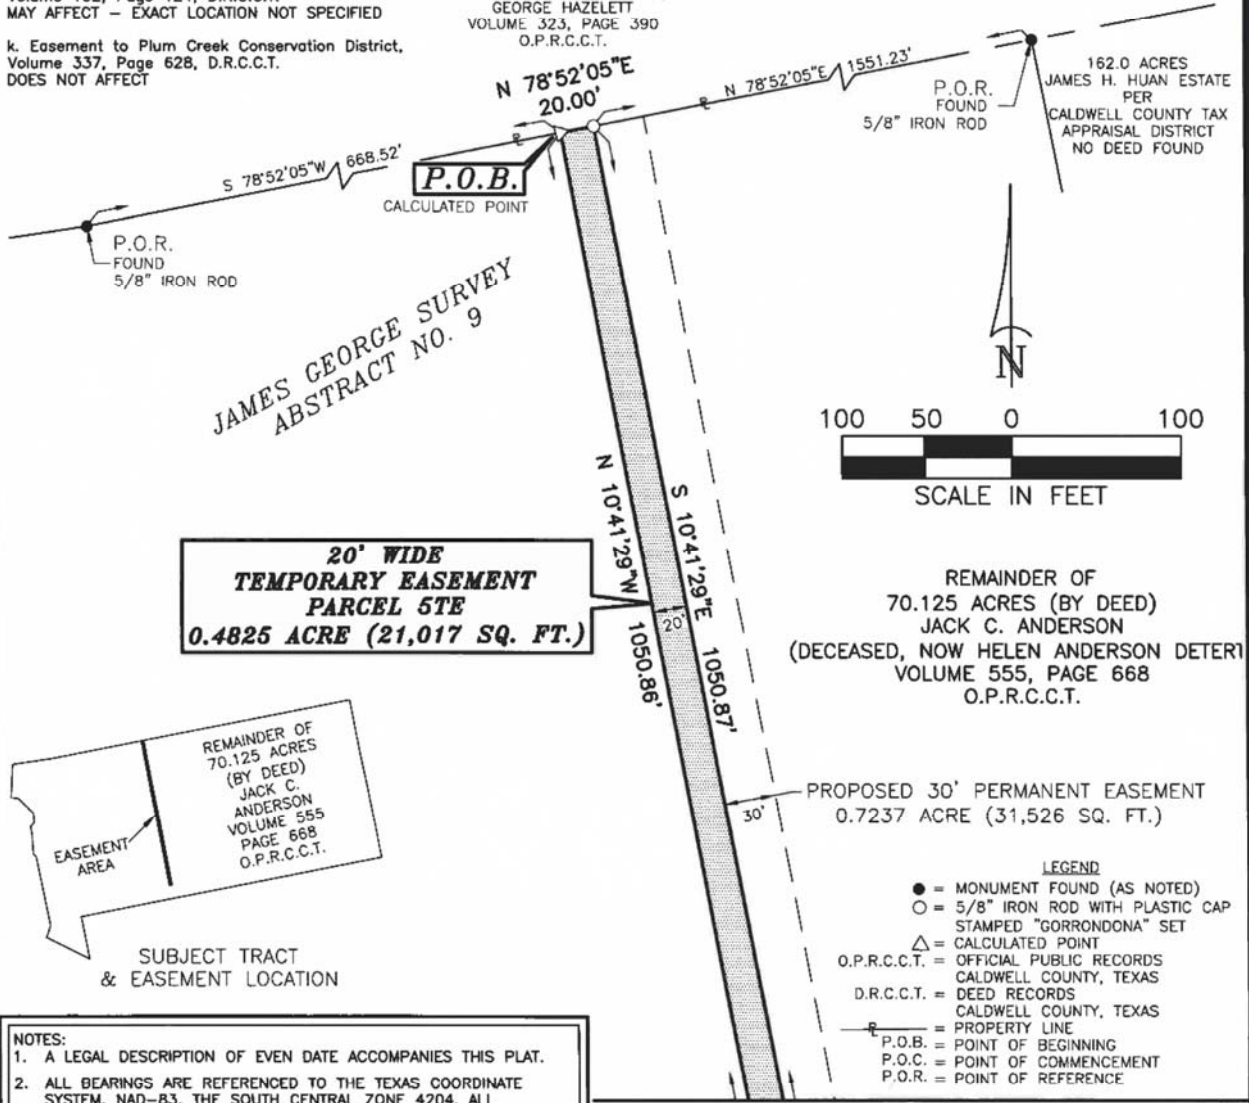 MAY AFFECT – EXACT LOCATION NOT SPECIFIED
k. Easement to Plum Creek Conservation District,
Volume 337, Page 628, D.R.C.C.T.
DOES NOT AFFECT
GEORGE HAZELETT
VOLUME 323, PAGE 390
O.P.R.C.C.T.
N 78°52'05"E
20.00'
N 78°52'05"E 1551.23'
P.O.R.
FOUND
5/8" IRON ROD
162.0 ACRES
JAMES H. HUAN ESTATE
PER
CALDWELL COUNTY TAX
APPRAISAL DISTRICT
NO DEED FOUND
S 78°52'05"W 668.52'
P.O.B.
CALCULATED POINT
P.O.R.
FOUND
5/8" IRON ROD
JAMES GEORGE SURVEY
ABSTRACT NO. 9
N
100 50 0 100
SCALE IN FEET
N 10°41'29"W 1050.86'
S 10°41'29"E 1050.87'
20'
20' WIDE
TEMPORARY EASEMENT
PARCEL 5TE
0.4825 ACRE (21,017 SQ. FT.)
REMAINDER OF
70.125 ACRES (BY DEED)
JACK C. ANDERSON
(DECEASED, NOW HELEN ANDERSON DETER
VOLUME 555, PAGE 668
O.P.R.C.C.T.
PROPOSED 30' PERMANENT EASEMENT
0.7237 ACRE (31,526 SQ. FT.)
30'
REMAINDER OF
70.125 ACRES
(BY DEED)
JACK C.
ANDERSON
VOLUME 555
PAGE 668
O.P.R.C.C.T.
EASEMENT
AREA
SUBJECT TRACT
& EASEMENT LOCATION
LEGEND
● = MONUMENT FOUND (AS NOTED)
○ = 5/8" IRON ROD WITH PLASTIC CAP
STAMPED "GORRONDONA" SET
△ = CALCULATED POINT
O.P.R.C.C.T. = OFFICIAL PUBLIC RECORDS
CALDWELL COUNTY, TEXAS
D.R.C.C.T. = DEED RECORDS
CALDWELL COUNTY, TEXAS
℄ = PROPERTY LINE
P.O.B. = POINT OF BEGINNING
P.O.C. = POINT OF COMMENCEMENT
P.O.R. = POINT OF REFERENCE
NOTES:
1. A LEGAL DESCRIPTION OF EVEN DATE ACCOMPANIES THIS PLAT.
2. ALL BEARINGS ARE REFERENCED TO THE TEXAS COORDINATE
SYSTEM, NAD-83, THE SOUTH CENTRAL ZONE 4204, ALL